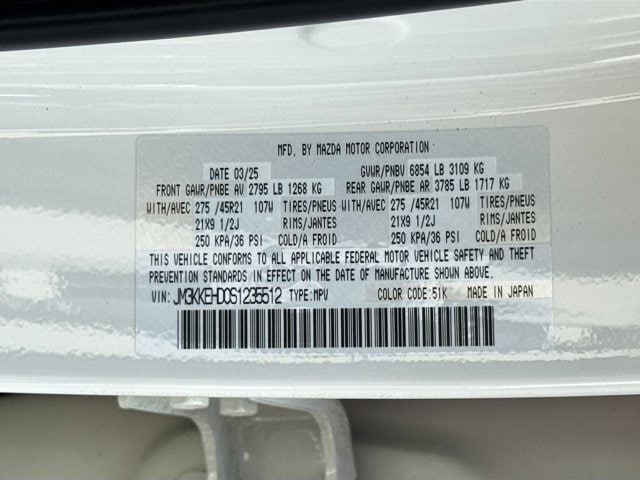 MFD. BY MAZDA MOTOR CORPORATION
DATE 03/25 GVWR/PNBV 6854 LB 3109 KG
FRONT GAWR/PNBE AV 2795 LB 1268 KG REAR GAWR/PNBE AR 3785 LB 1717 KG
WITH/AVEC 275 /45R21 107W TIRES/PNEUS WITH/AVEC 275 /45R21 107W TIRES/PNEUS
21X9 1/2J RIMS/JANTES 21X9 1/2J RIMS/JANTES
250 KPA/36 PSI COLD/A FROID 250 KPA/36 PSI COLD/A FROID
THIS VEHICLE CONFORMS TO ALL APPLICABLE FEDERAL MOTOR VEHICLE SAFETY AND THEFT
PREVENTION STANDARDS IN EFFECT ON THE DATE OF MANUFACTURE SHOWN ABOVE.
VIN: JM3KKEHD0S1235512 TYPE:MPV COLOR CODE:51K MADE IN JAPAN